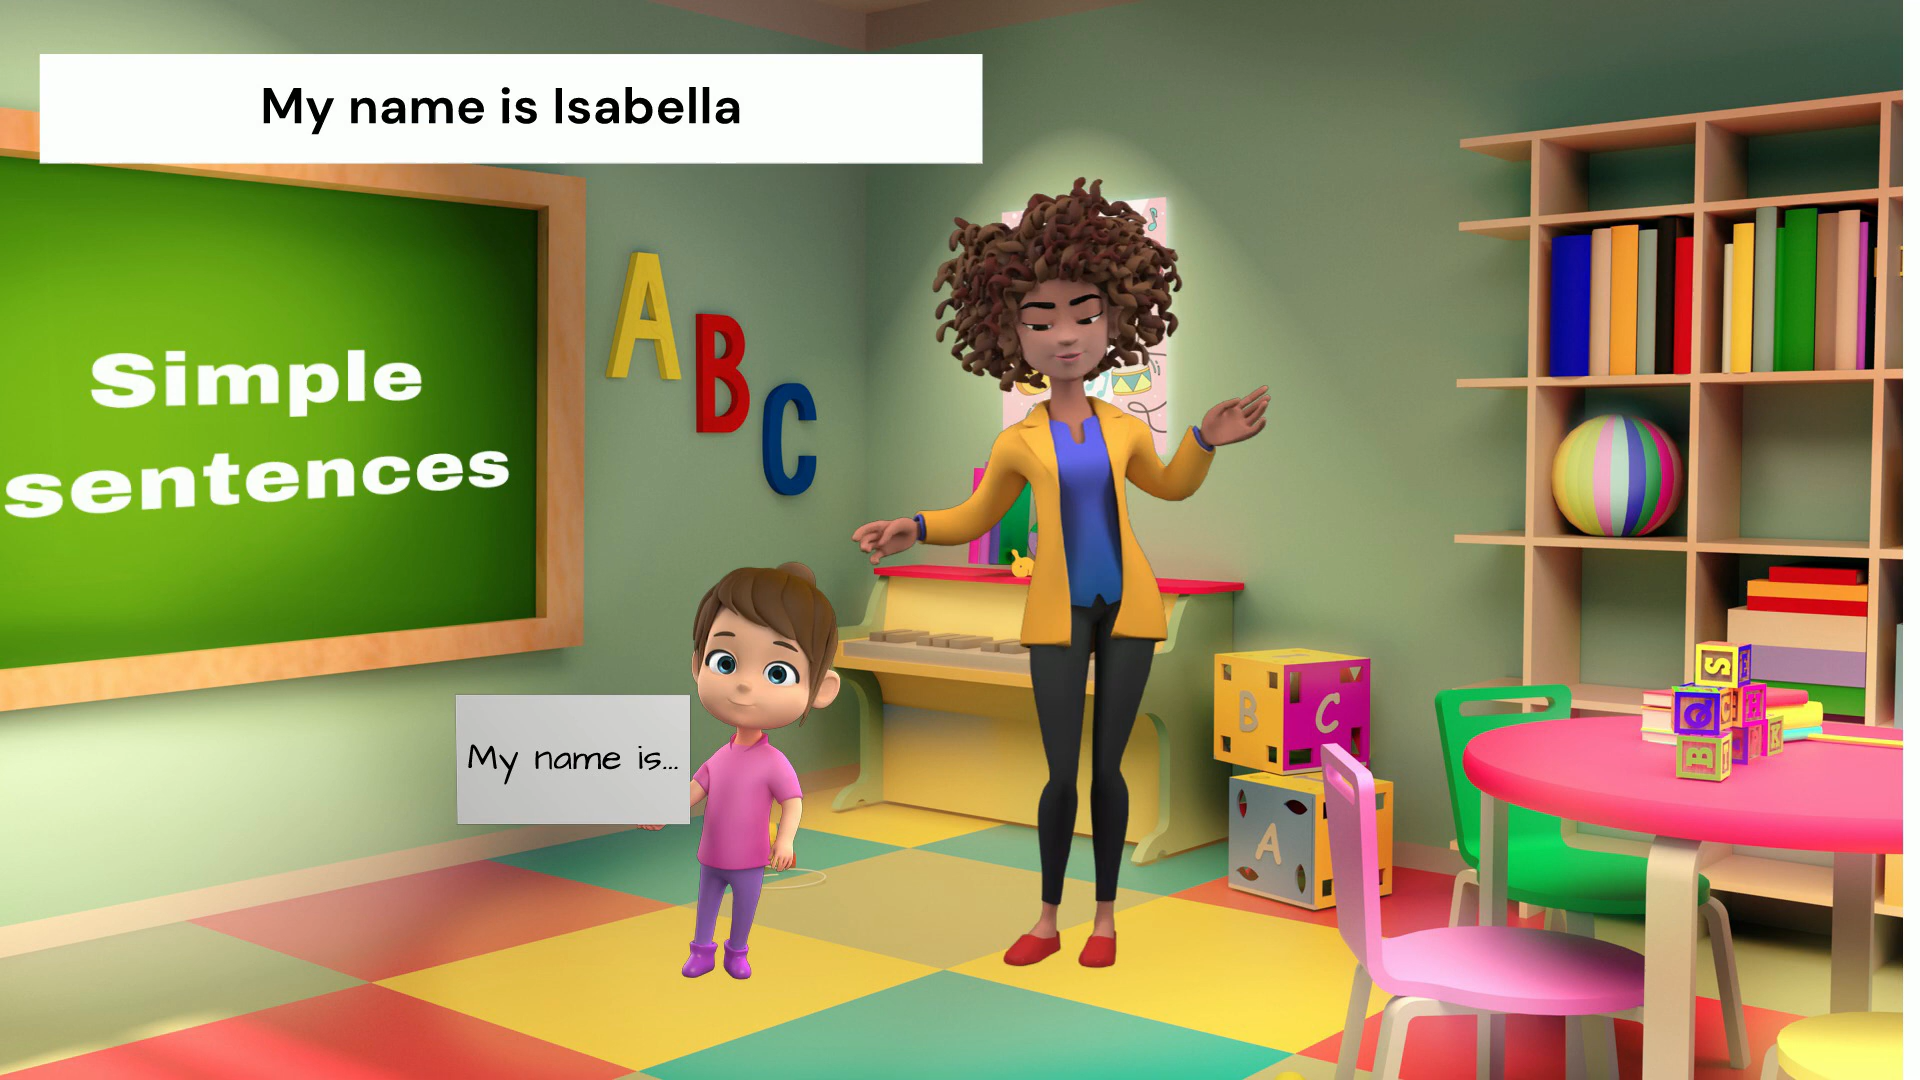 My name is Isabella
Simple
sentences
A
B
C
My name is...
B
C
A
S
Q
B
K